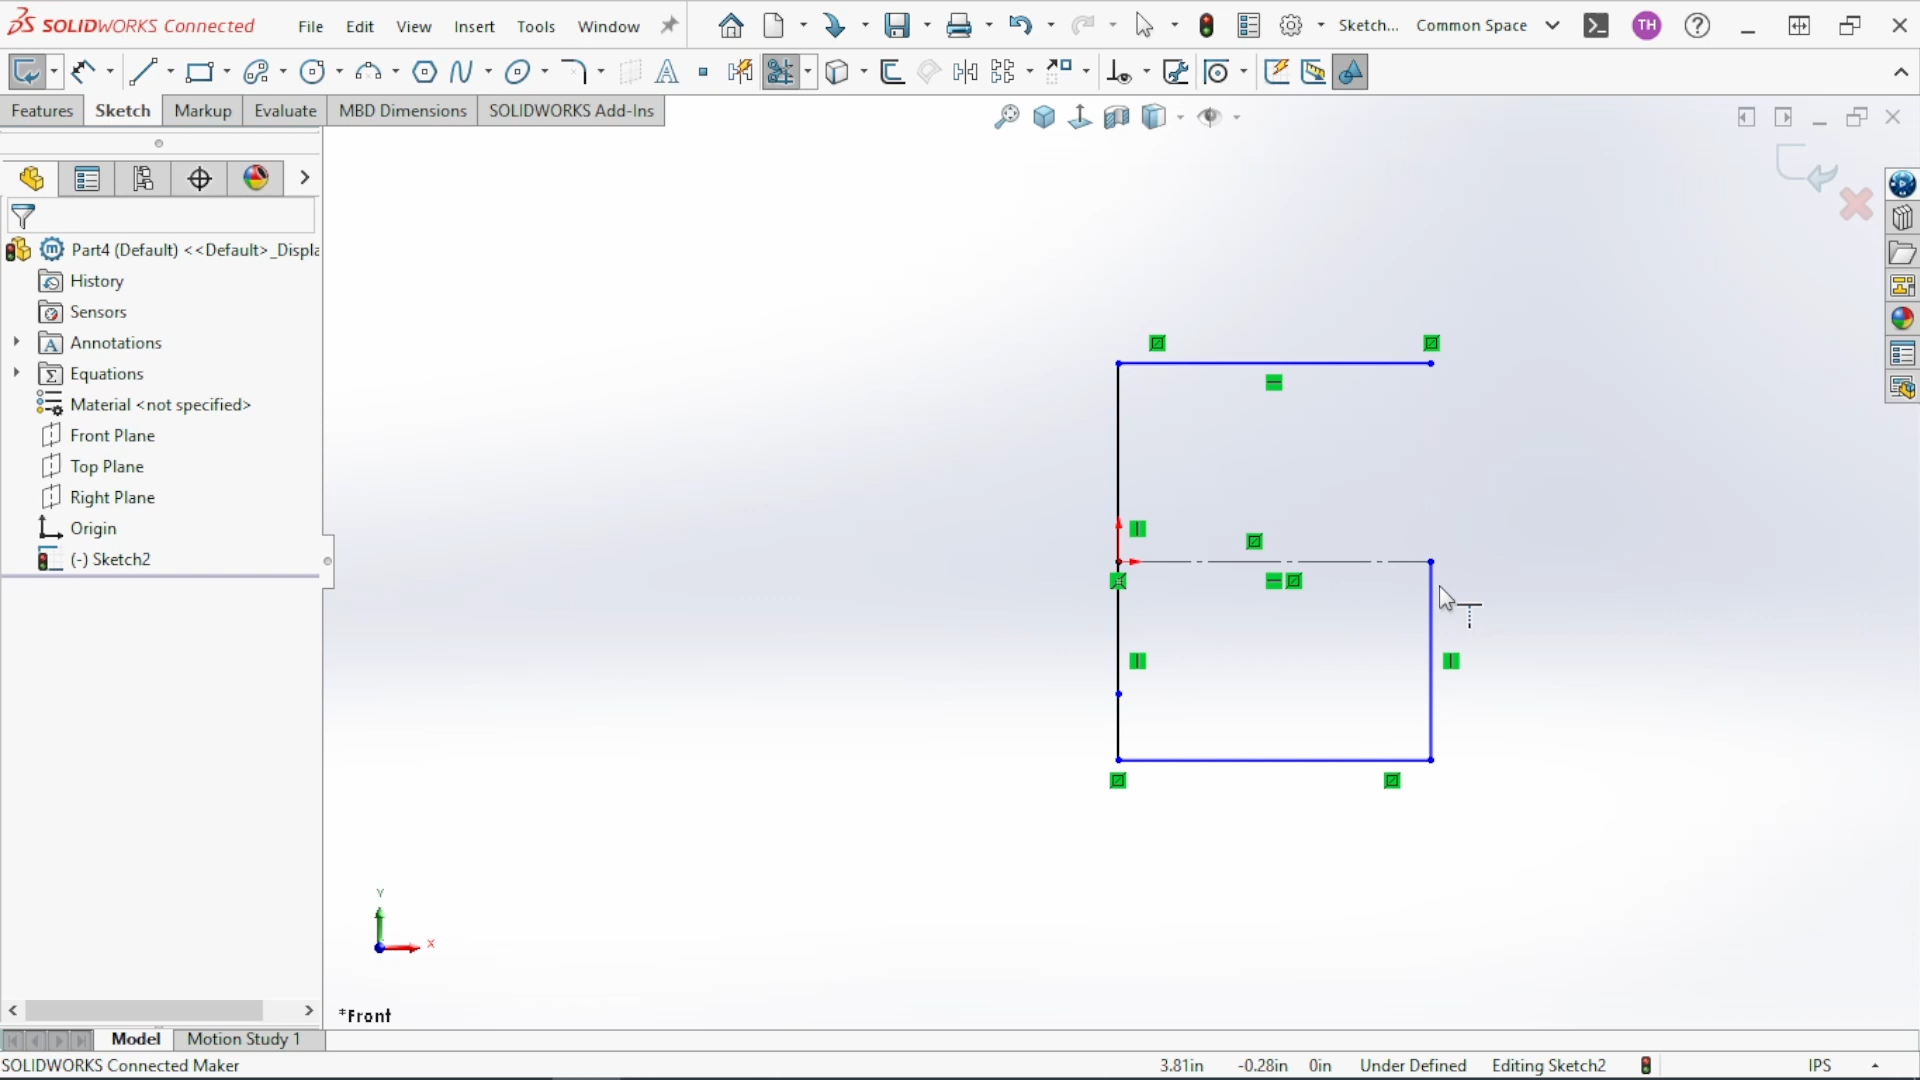 SOLIDWORKS Connected File Edit View Insert Tools Window Sketch... Common Space TH
Features Sketch Markup Evaluate MBD Dimensions SOLIDWORKS Add-Ins
Part4 (Default) <<Default>_Displa
History
Sensors
Annotations
Equations
Material <not specified>
Front Plane
Top Plane
Right Plane
Origin
(-) Sketch2
Y
X
*Front
Model Motion Study 1
SOLIDWORKS Connected Maker 3.81in -0.28in 0in Under Defined Editing Sketch2 IPS